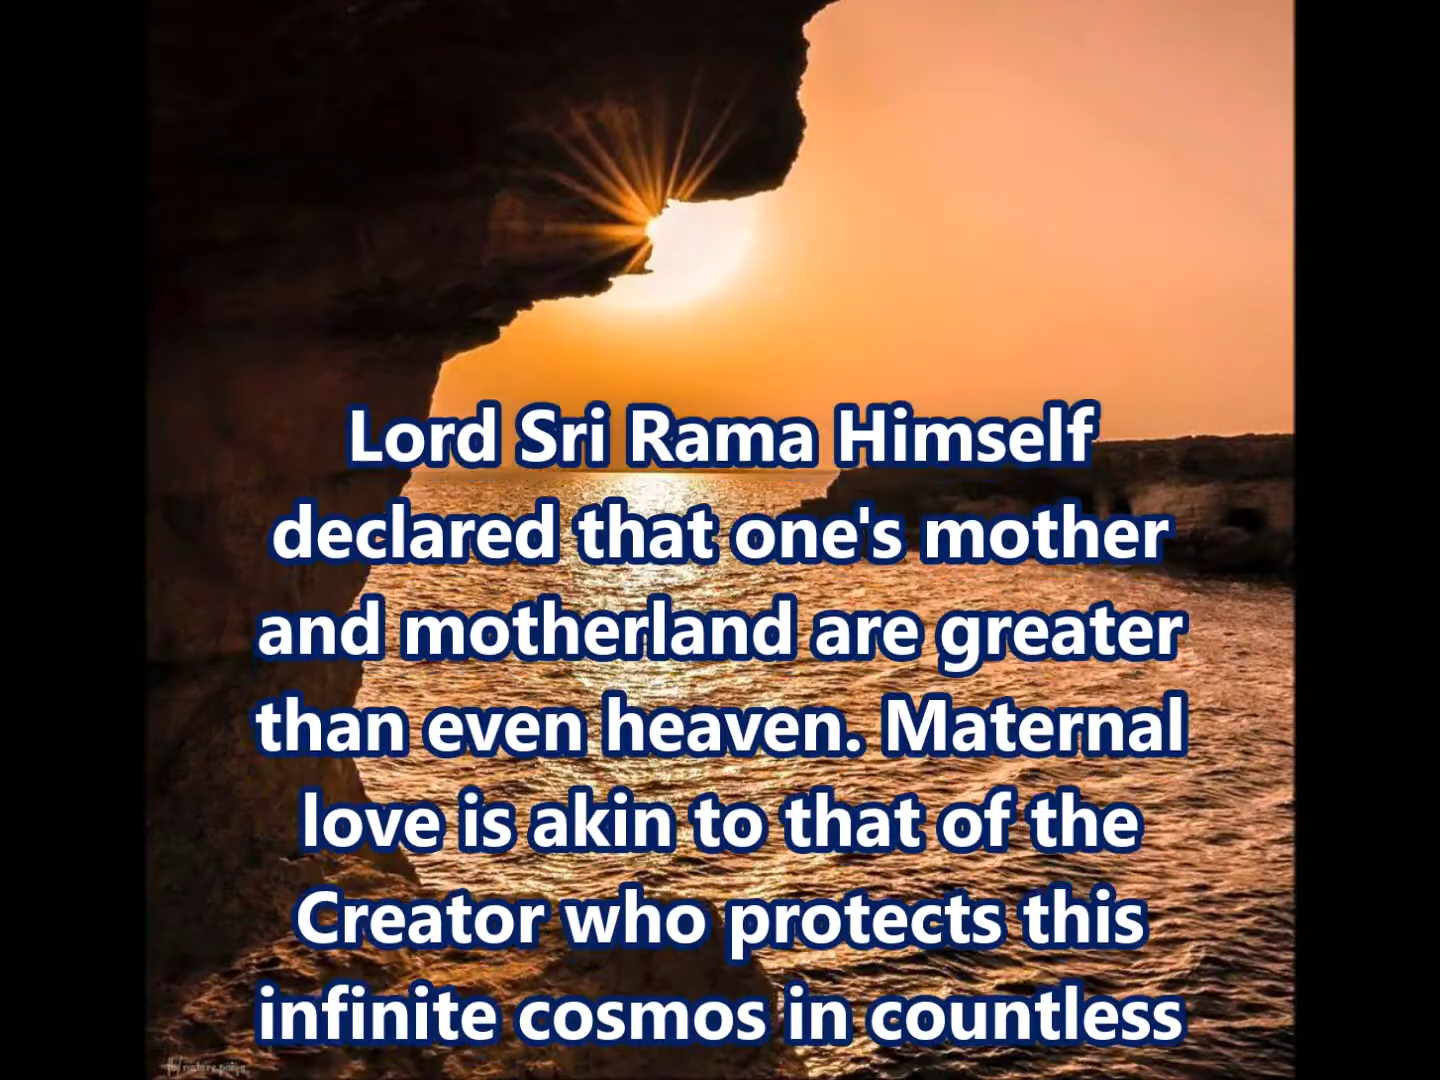 Lord Sri Rama Himself
declared that one's mother
and motherland are greater
than even heaven. Maternal
love is akin to that of the
Creator who protects this
infinite cosmos in countless